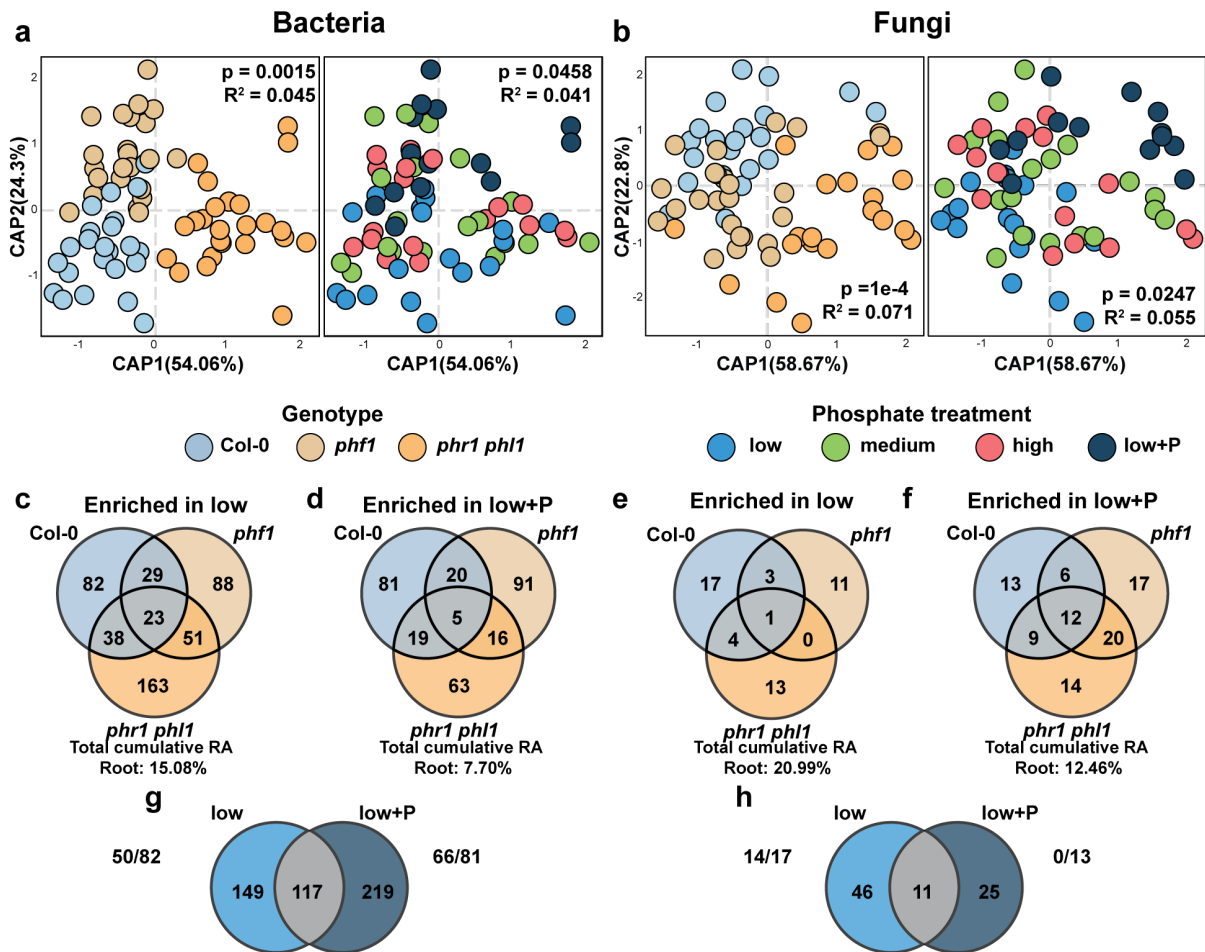 Bacteria
Fungi
a
b
p = 0.0015
R² = 0.045
p = 0.0458
R² = 0.041
p =1e-4
R² = 0.071
p = 0.0247
R² = 0.055
CAP2(24.3%)
2
1
0
-1
-1 0 1 2
-1 0 1 2
CAP1(54.06%) CAP1(54.06%)
CAP2(22.8%)
2
1
0
-1
-2
-1 0 1 2
-1 0 1 2
CAP1(58.67%) CAP1(58.67%)
Genotype
Col-0 phf1 phr1 phl1
Phosphate treatment
low medium high low+P
c
Enriched in low
Col-0 phf1
82 29 88
23
38 51
163
phr1 phl1
Total cumulative RA
Root: 15.08%
d
Enriched in low+P
Col-0 phf1
81 20 91
5
19 16
63
phr1 phl1
Total cumulative RA
Root: 7.70%
e
Enriched in low
Col-0 phf1
17 3 11
1
4 0
13
phr1 phl1
Total cumulative RA
Root: 20.99%
f
Enriched in low+P
Col-0 phf1
13 6 17
12
9 20
14
phr1 phl1
Total cumulative RA
Root: 12.46%
g
low low+P
50/82 66/81
149 117 219
h
low low+P
14/17 0/13
46 11 25